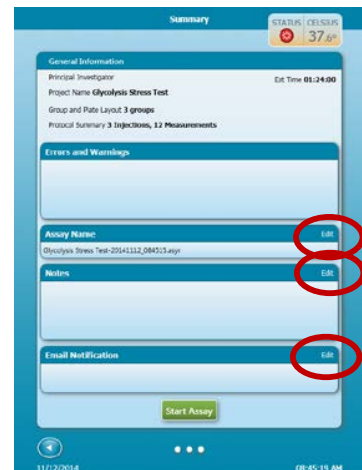 Summary
STATUS CELSIUS
37.6°
General Information
Principal Investigator
Est Time 01:24:00
Project Name Glycolysis Stress Test
Group and Plate Layout 3 groups
Protocol Summary 3 Injections, 12 Measurements
Errors and Warnings
Assay Name Edit
Glycolysis Stress Test-20141112_084515.asyr
Notes Edit
Email Notification Edit
Start Assay
11/12/2014 08:45:19 AM